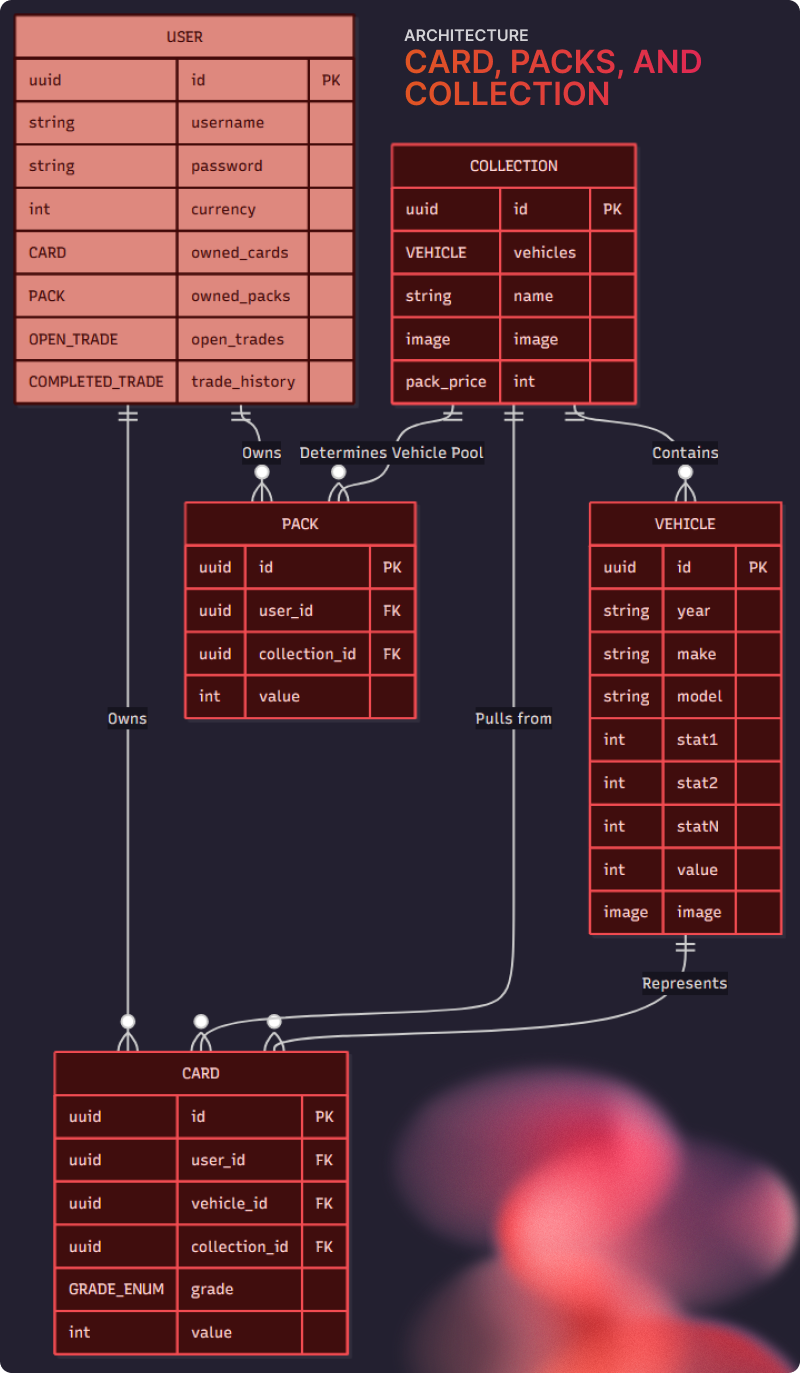 USER
uuid id PK
string username
string password
int currency
CARD owned_cards
PACK owned_packs
OPEN_TRADE open_trades
COMPLETED_TRADE trade_history
ARCHITECTURE
CARD, PACKS, AND
COLLECTION
COLLECTION
uuid id PK
VEHICLE vehicles
string name
image image
pack_price int
Owns
Determines Vehicle Pool
Contains
PACK
uuid id PK
uuid user_id FK
uuid collection_id FK
int value
VEHICLE
uuid id PK
string year
string make
string model
int stat1
int stat2
int statN
int value
image image
Owns
Pulls from
Represents
CARD
uuid id PK
uuid user_id FK
uuid vehicle_id FK
uuid collection_id FK
GRADE_ENUM grade
int value